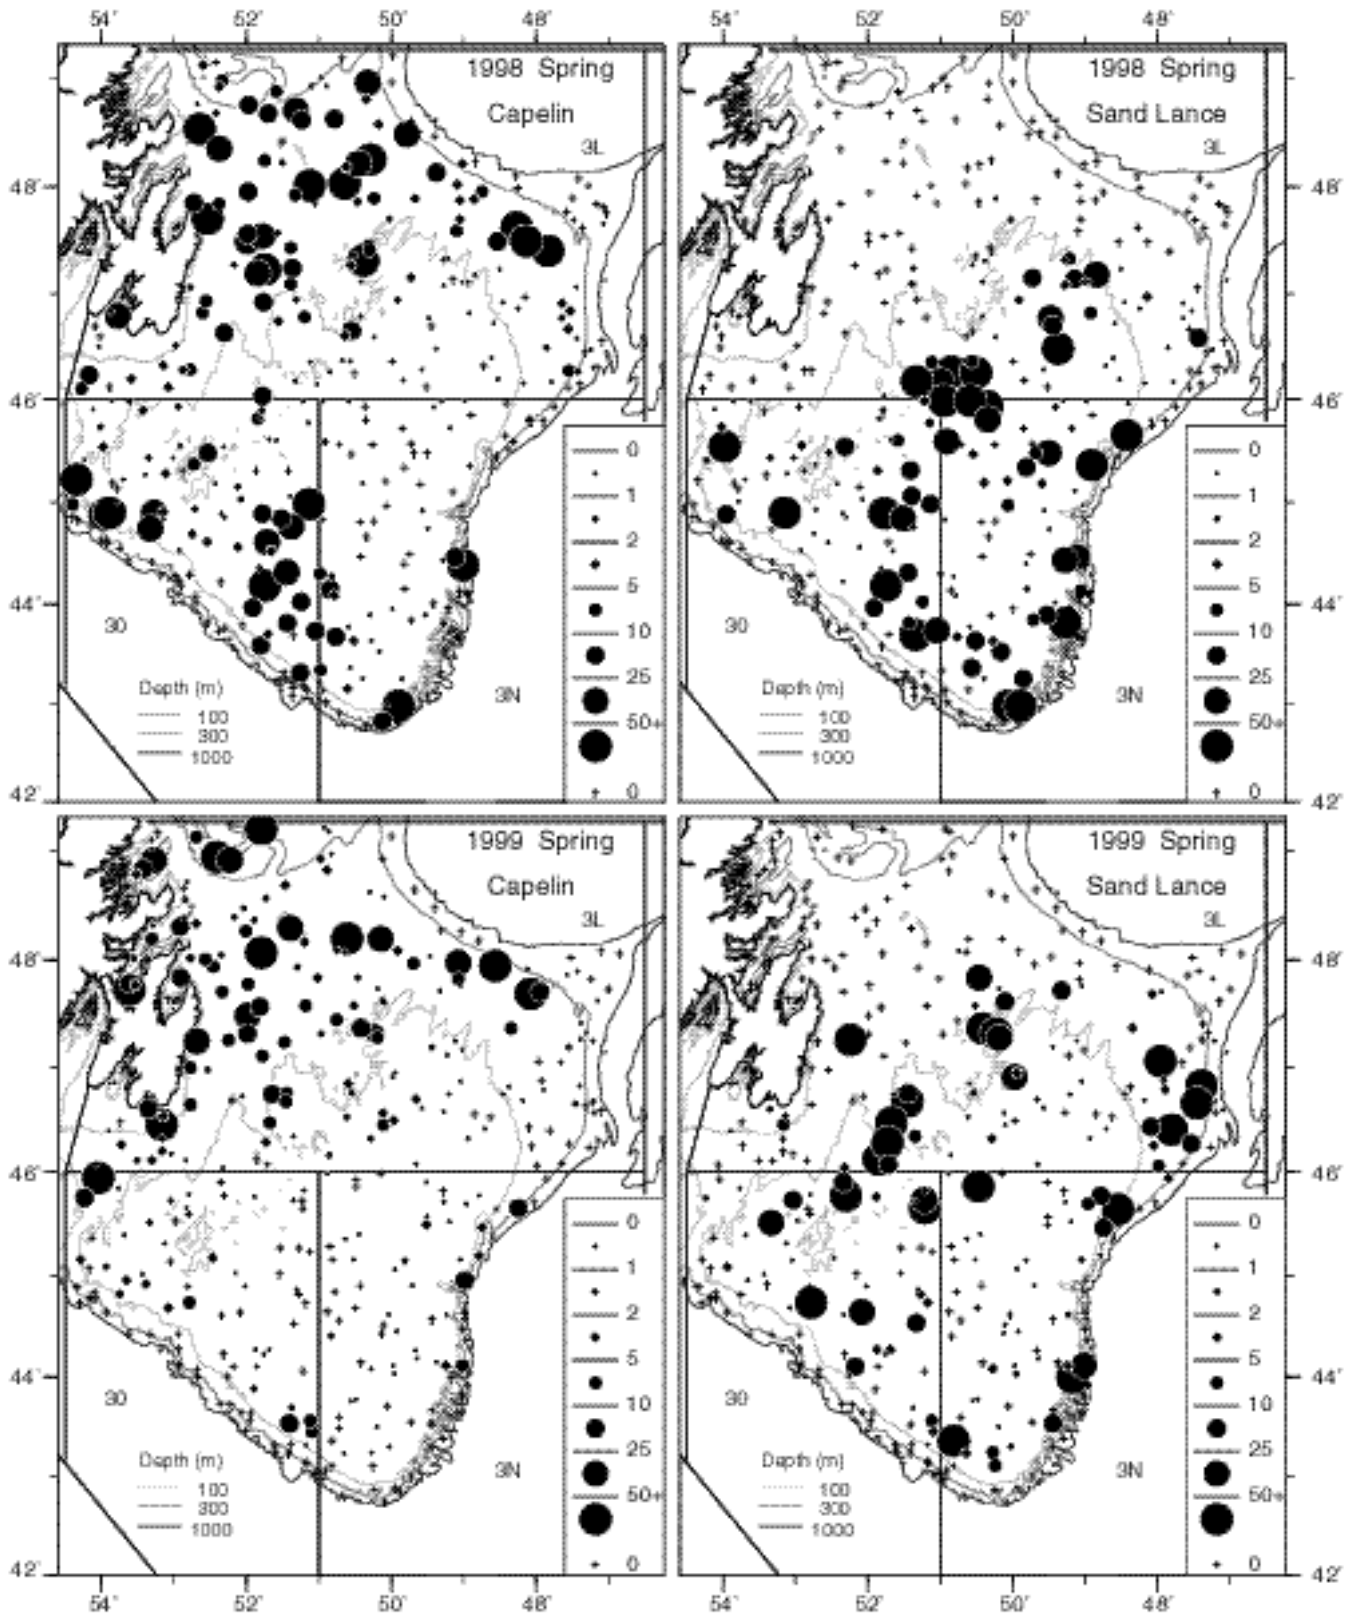 54′ 52′ 50′ 48′ 54′ 52′ 50′ 48′
1998 Spring
Capelin
3L
48′
46′
0
1
2
5
10
25
50+
0
30
3N
Depth (m)
100
300
1000
44′
42′
1998 Spring
Sand Lance
3L
48′
46′
0
1
2
5
10
25
50+
0
30
3N
Depth (m)
100
300
1000
44′
42′
1999 Spring
Capelin
3L
48′
46′
0
1
2
5
10
25
50+
0
30
3N
Depth (m)
100
300
1000
44′
42′
1999 Spring
Sand Lance
3L
48′
46′
0
1
2
5
10
25
50+
0
30
3N
Depth (m)
100
300
1000
44′
42′
54′ 52′ 50′ 48′ 54′ 52′ 50′ 48′